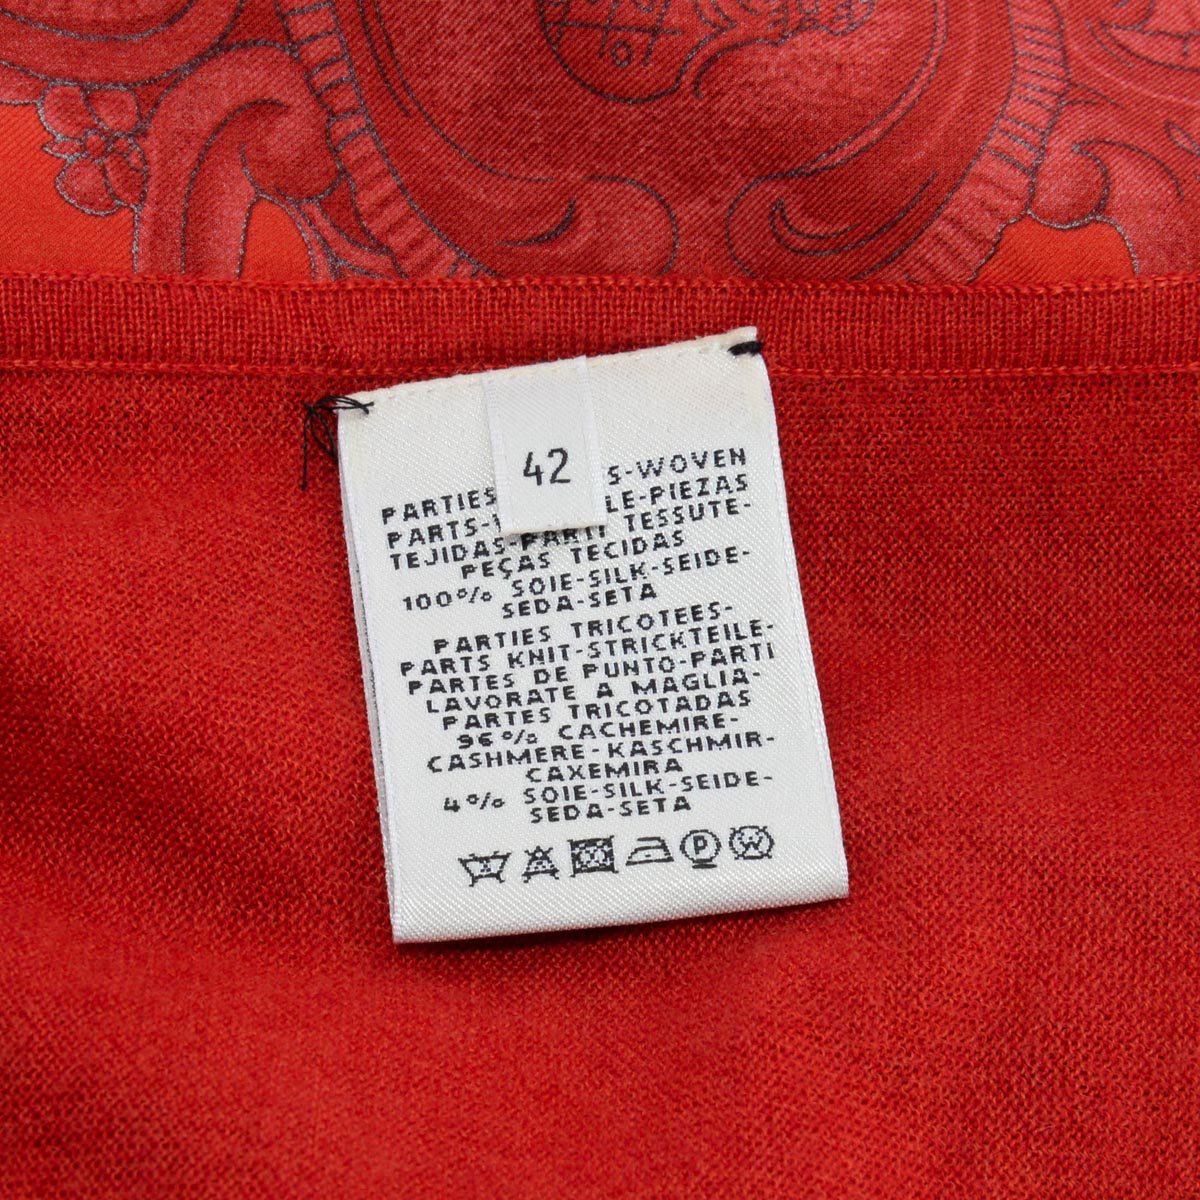 42
PARTIES S-WOVEN
PARTS- LE-PIEZAS
TEJIDAS-PARTI TESSUTE-
PEÇAS TECIDAS
100% SOIE-SILK-SEIDE-
SEDA-SETA
PARTIES TRICOTEES-
PARTS KNIT-STRICKTEILE-
PARTES DE PUNTO-PARTI
LAVORATE A MAGLIA-
PARTES TRICOTADAS
96% CACHEMIRE-
CASHMERE-KASCHMIR-
CAXEMIRA
4% SOIE-SILK-SEIDE-
SEDA-SETA
P W